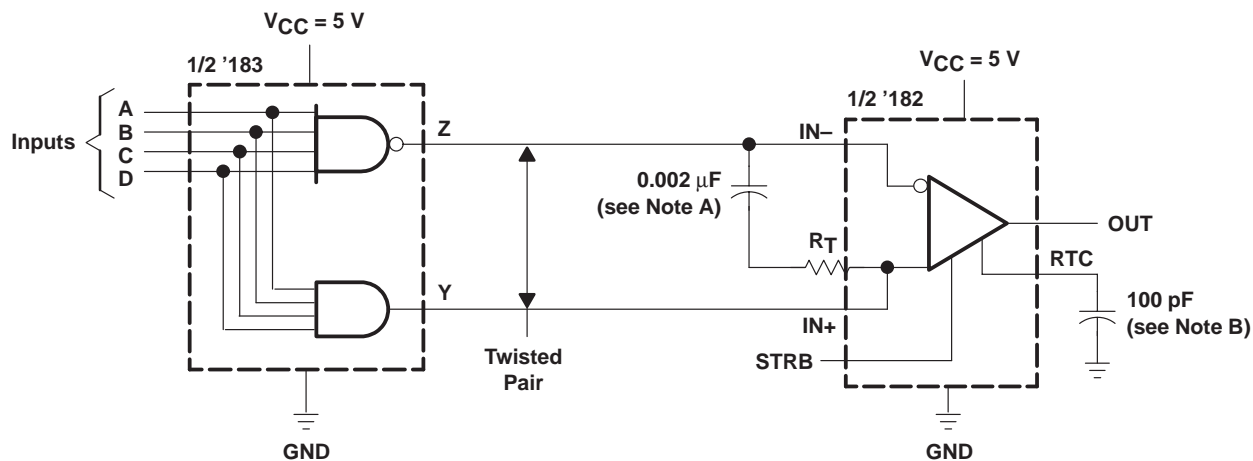 VCC = 5 V
1/2 '183
Inputs
A
B
C
D
Z
Y
Twisted
Pair
GND
0.002 μF
(see Note A)
RT
VCC = 5 V
1/2 '182
IN–
IN+
STRB
OUT
RTC
100 pF
(see Note B)
GND